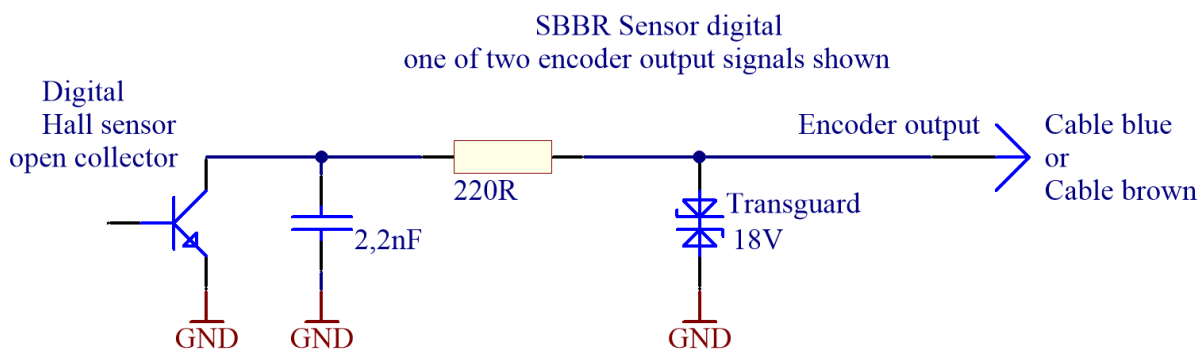 SBBR Sensor digital
one of two encoder output signals shown
Digital
Hall sensor
open collector
Encoder output
Cable blue
or
Cable brown
220R
2,2nF
Transguard
18V
GND
GND
GND